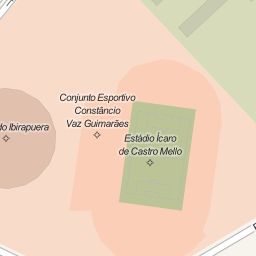 Conjunto Esportivo
Constâncio
Vaz Guimarães
do Ibirapuera
Estádio Ícaro
de Castro Mello